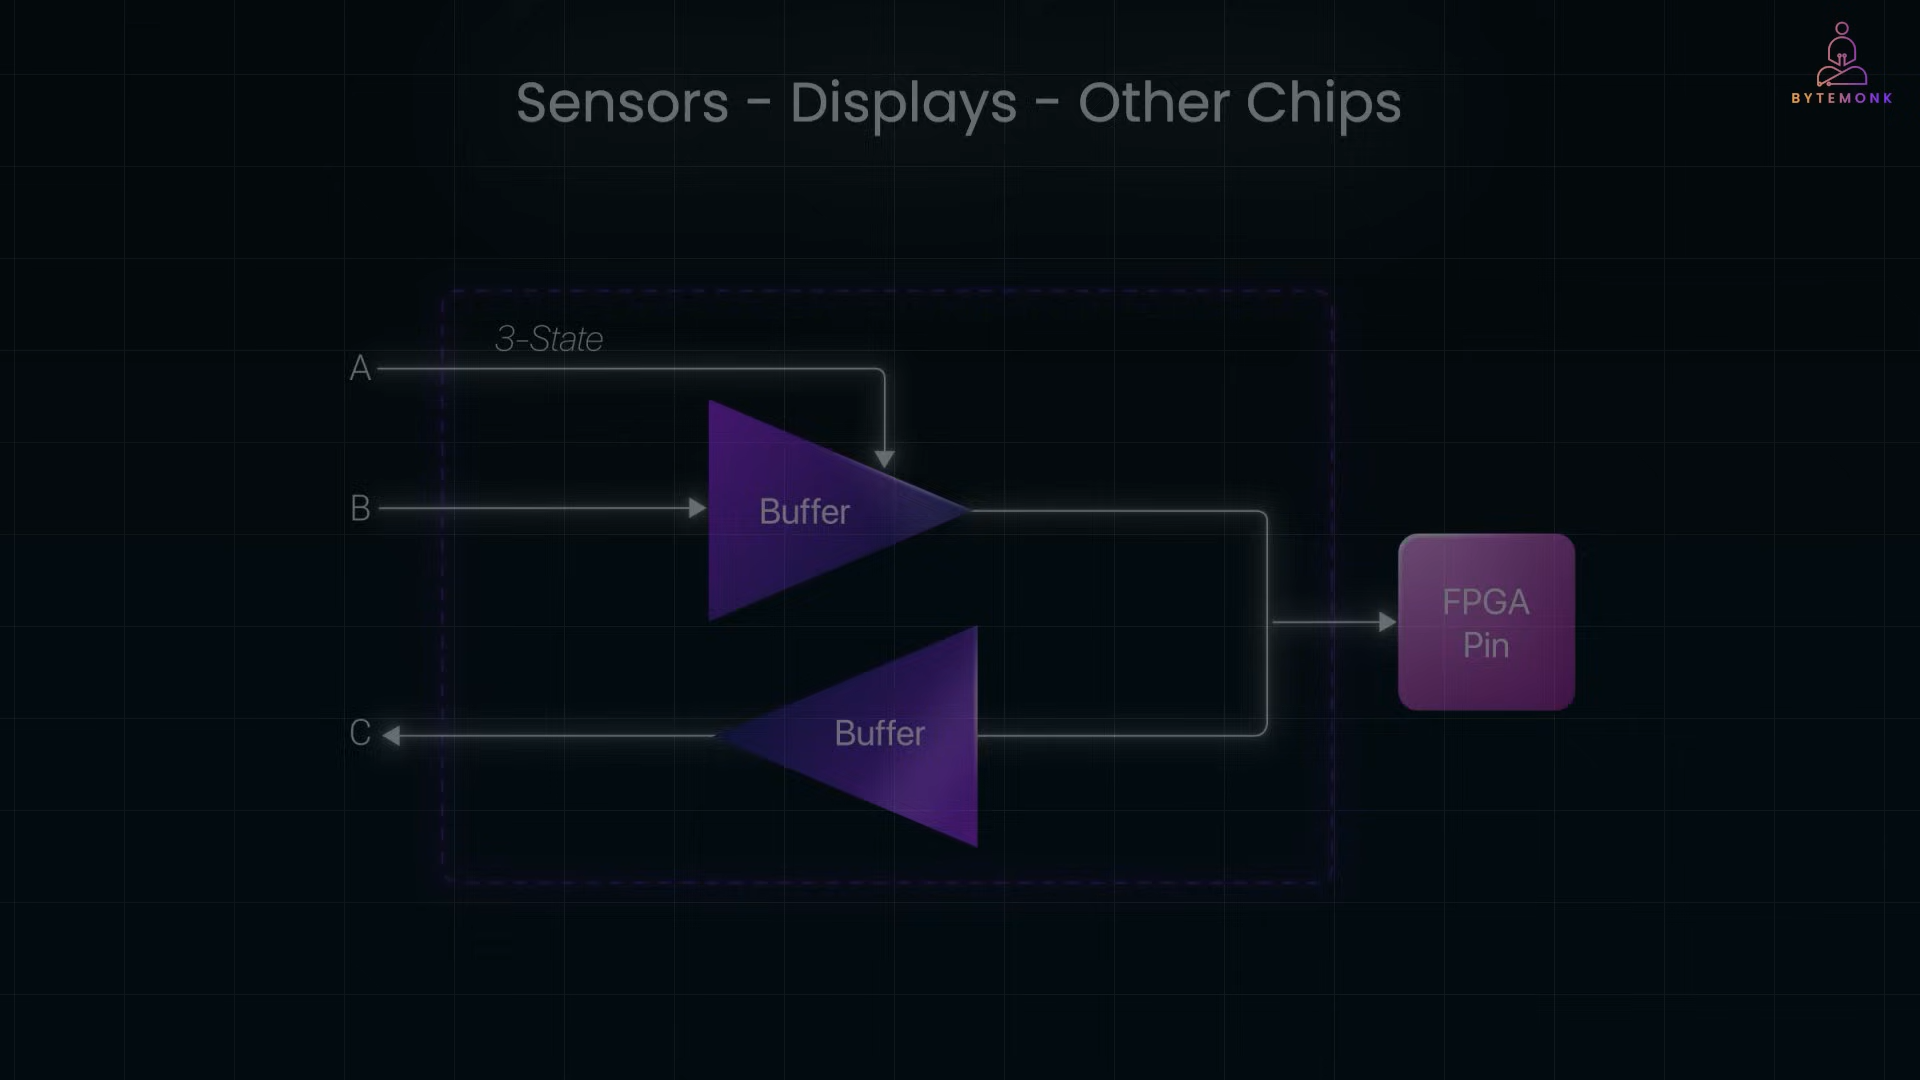 BYTEMONK
Sensors - Displays - Other Chips
3-State
A
B
Buffer
FPGA
Pin
C
Buffer